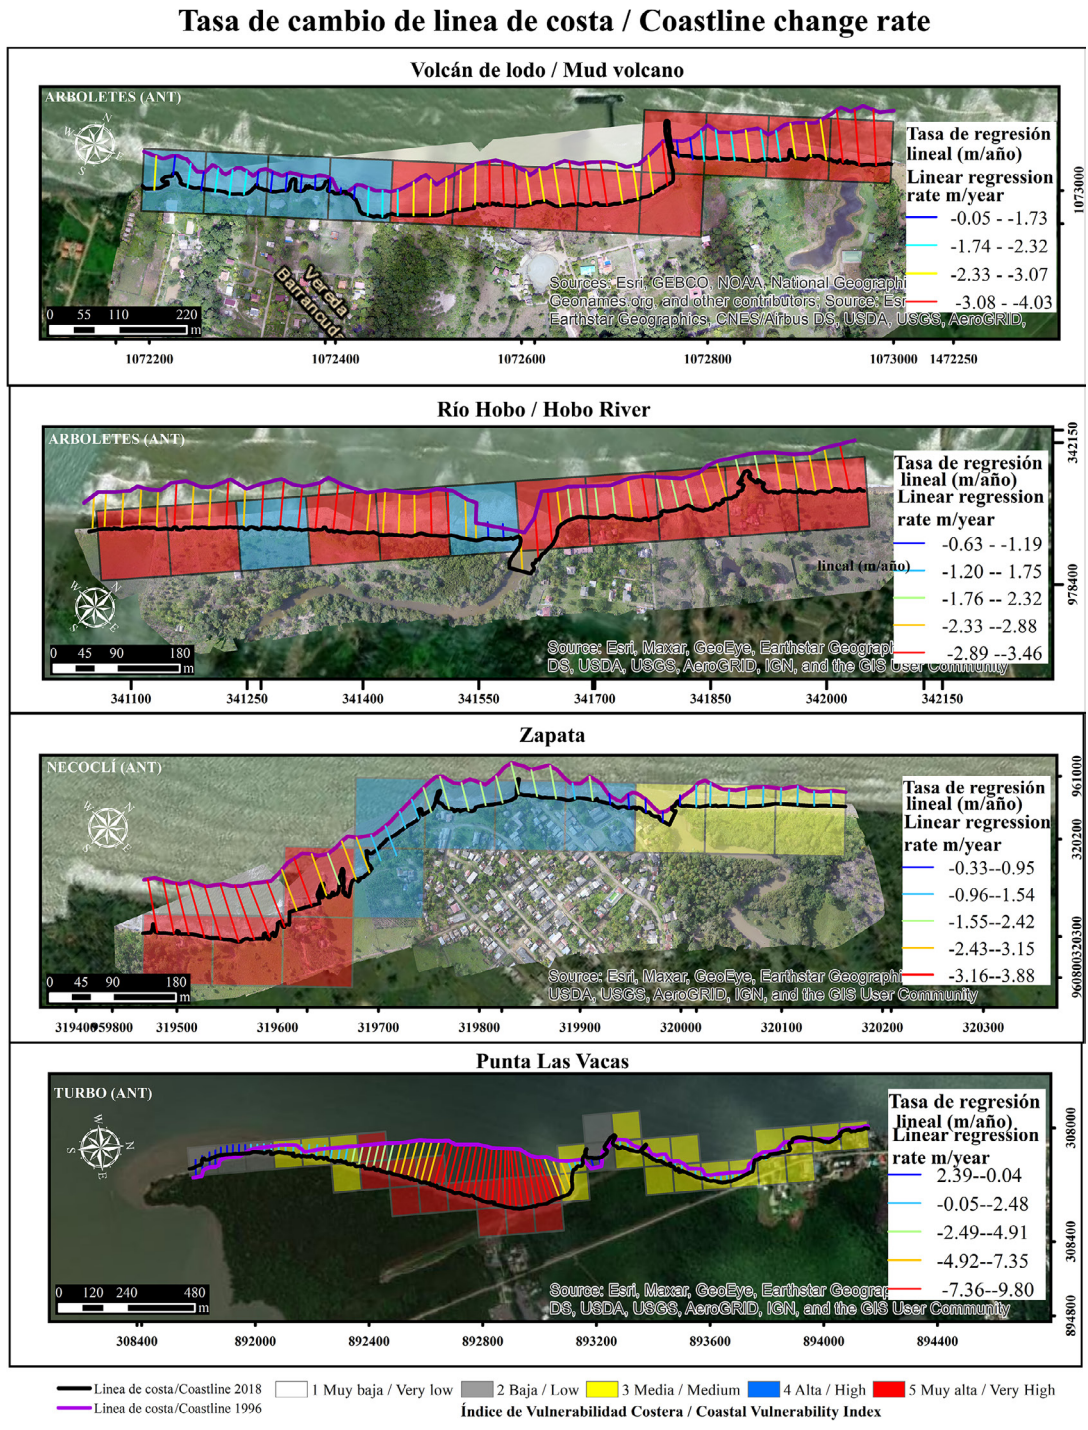 Tasa de cambio de linea de costa / Coastline change rate
Volcán de lodo / Mud volcano
ARBOLETES (ANT)
W N S E
Tasa de regresión
lineal (m/año)
Linear regression
rate m/year
-0.05 - -1.73
-1.74 -- 2.32
-2.33 -- -3.07
-3.08 - -4.03
1073000
Vereda
Barrancuda
Sources: Esri, GEBCO, NOAA, National Geographi
Geonames.org, and other contributors; Source: Esr
Earthstar Geographics, CNES/Airbus DS, USDA, USGS, AeroGRID,
0 55 110 220
m
1072200 1072400 1072600 1072800 1073000 1472250
Río Hobo / Hobo River
ARBOLETES (ANT)
342150
Tasa de regresión
lineal (m/año)
Linear regression
rate m/year
-0.63 - -1.19
lineal (m/año)
-1.20 -- 1.75
-1.76 -- 2.32
-2.33 -- -2.88
-2.89 --3.46
978400
N W S E
Source: Esri, Maxar, GeoEye, Earthstar Geographi
DS, USDA, USGS, AeroGRID, IGN, and the GIS User Community
0 45 90 180
m
341100 341250 341400 341550 341700 341850 342000 342150
Zapata
NECOCLÍ (ANT)
961000
N W S E
Tasa de regresión
lineal (m/año)
Linear regression
rate m/year
-0.33--0.95
-0.96--1.54
-1.55--2.42
-2.43--3.15
-3.16--3.88
320200
960800320300
Source: Esri, Maxar, GeoEye, Earthstar Geographi
USDA, USGS, AeroGRID, IGN, and the GIS User Community
0 45 90 180
m
319400 959800 319500 319600 319700 319800 319900 320000 320100 320200 320300
Punta Las Vacas
TURBO (ANT)
W N S E
Tasa de regresión
lineal (m/año)
Linear regression
rate m/year
2.39--0.04
-0.05--2.48
-2.49--4.91
-4.92--7.35
-7.36--9.80
308000
308400
894800
Source: Esri, Maxar, GeoEye, Earthstar Geograp
DS, USDA, USGS, AeroGRID, IGN, and the GIS User Community
0 120 240 480
m
308400 892000 892400 892800 893200 893600 894000 894400
Linea de costa/Coastline 2018
1 Muy baja / Very low
2 Baja / Low
3 Media / Medium
4 Alta / High
5 Muy alta / Very High
Linea de costa/Coastline 1996
Índice de Vulnerabilidad Costera / Coastal Vulnerability Index